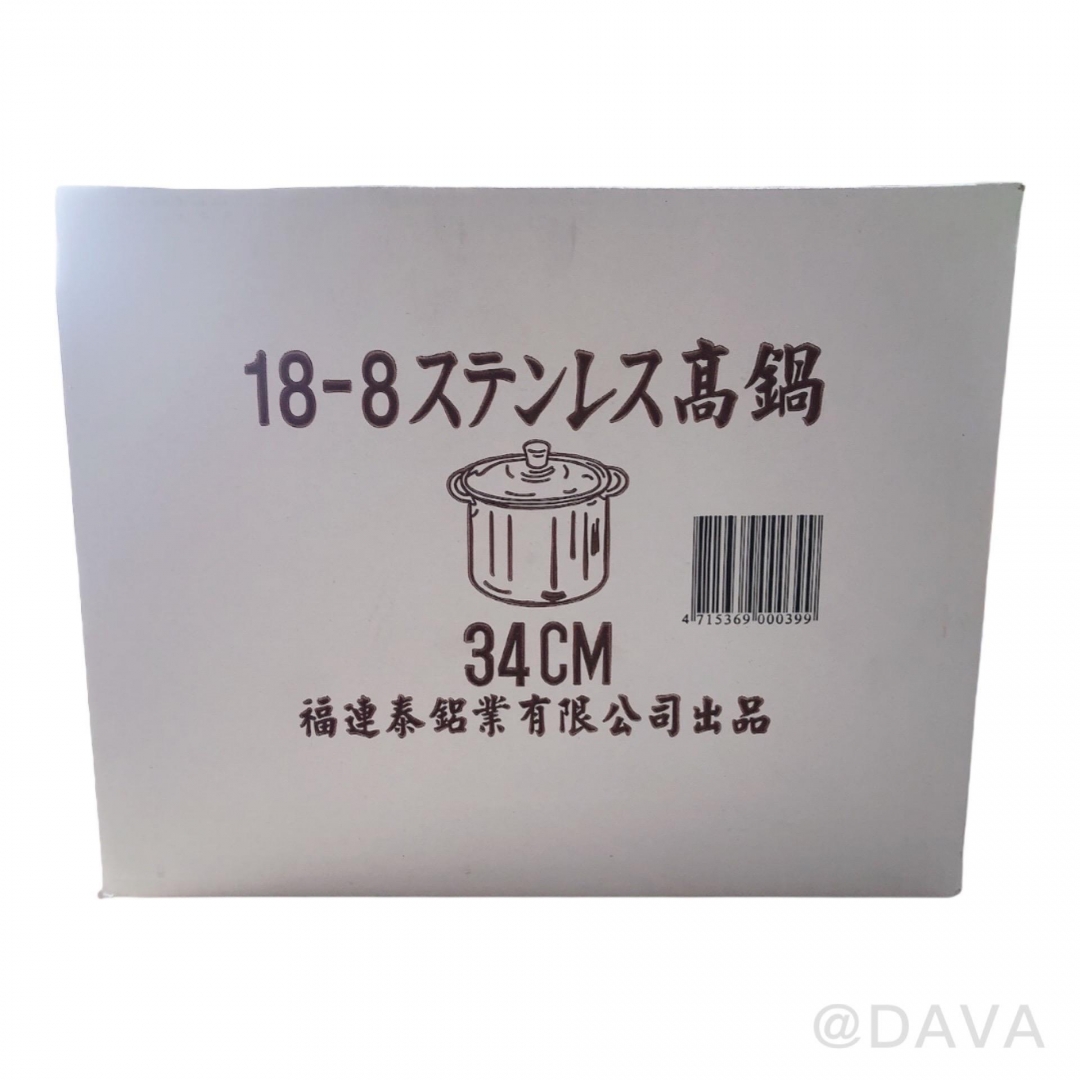 18-8ステンレス髙鍋
4 715369 000399
34CM
福連泰鋁業有限公司出品
@DAVA